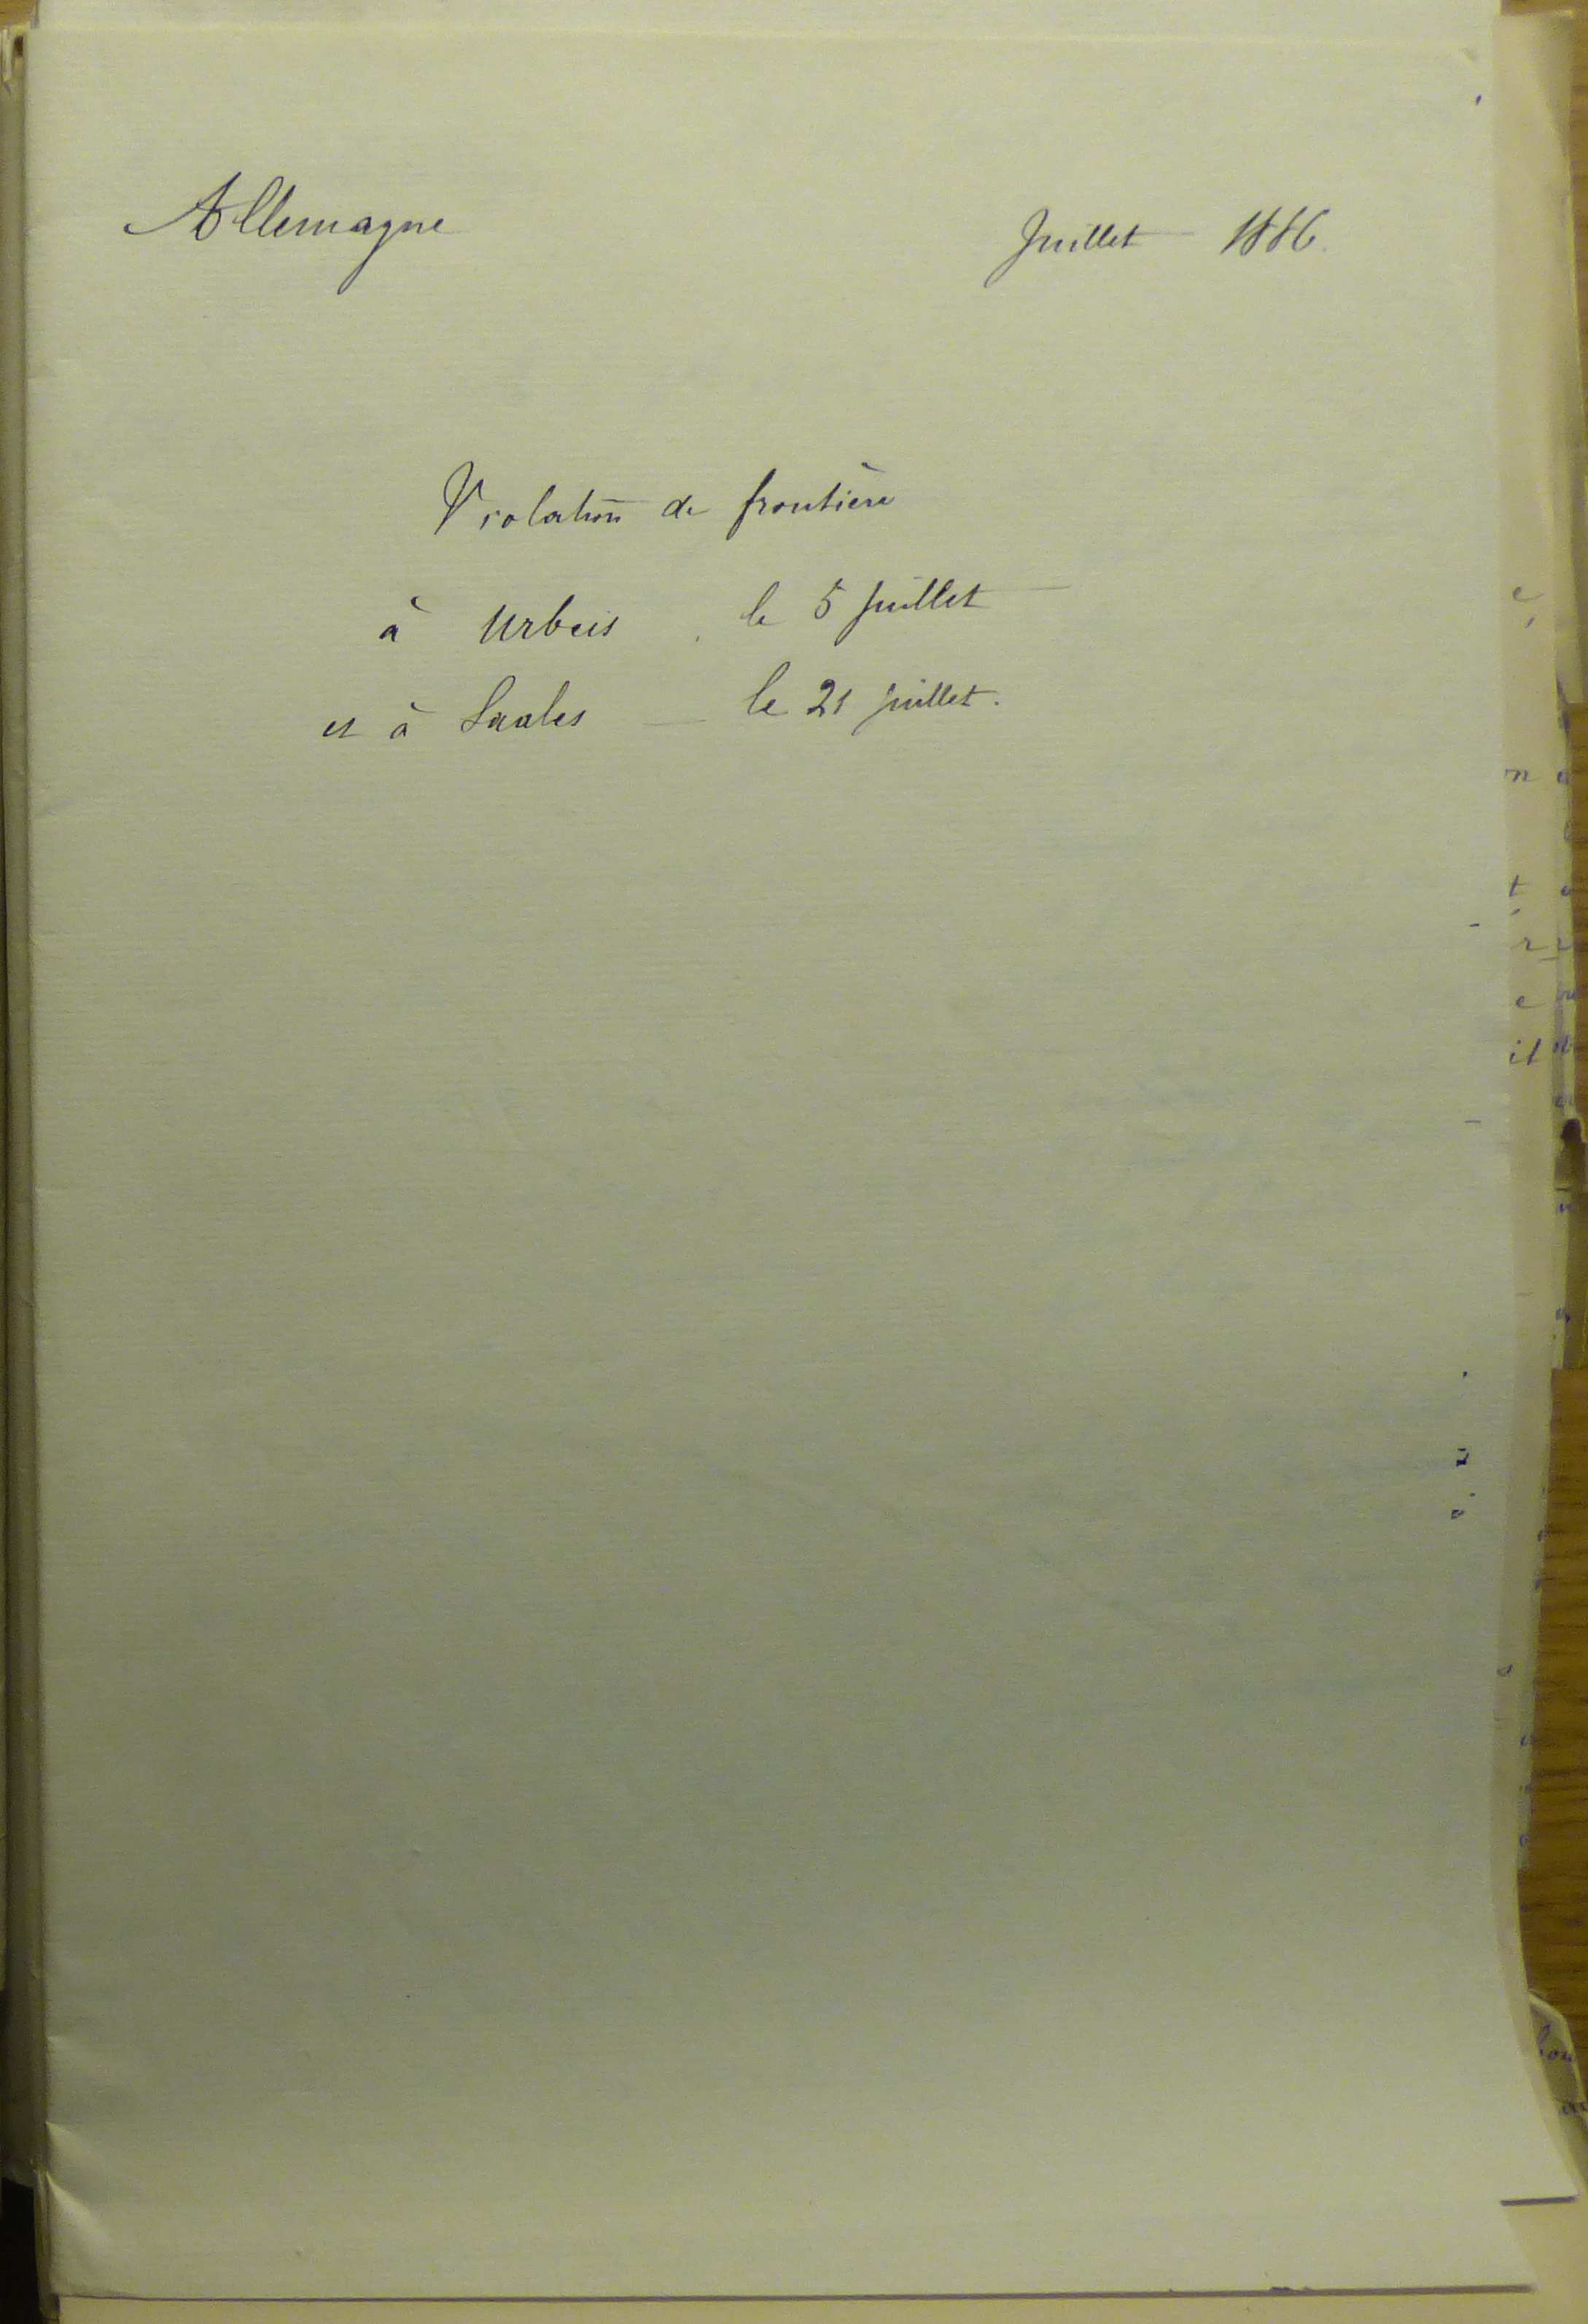 Allemagne
Juillet 1886.
Violation de frontière
à Urbeis le 5 Juillet
et à Saales — le 21 juillet.